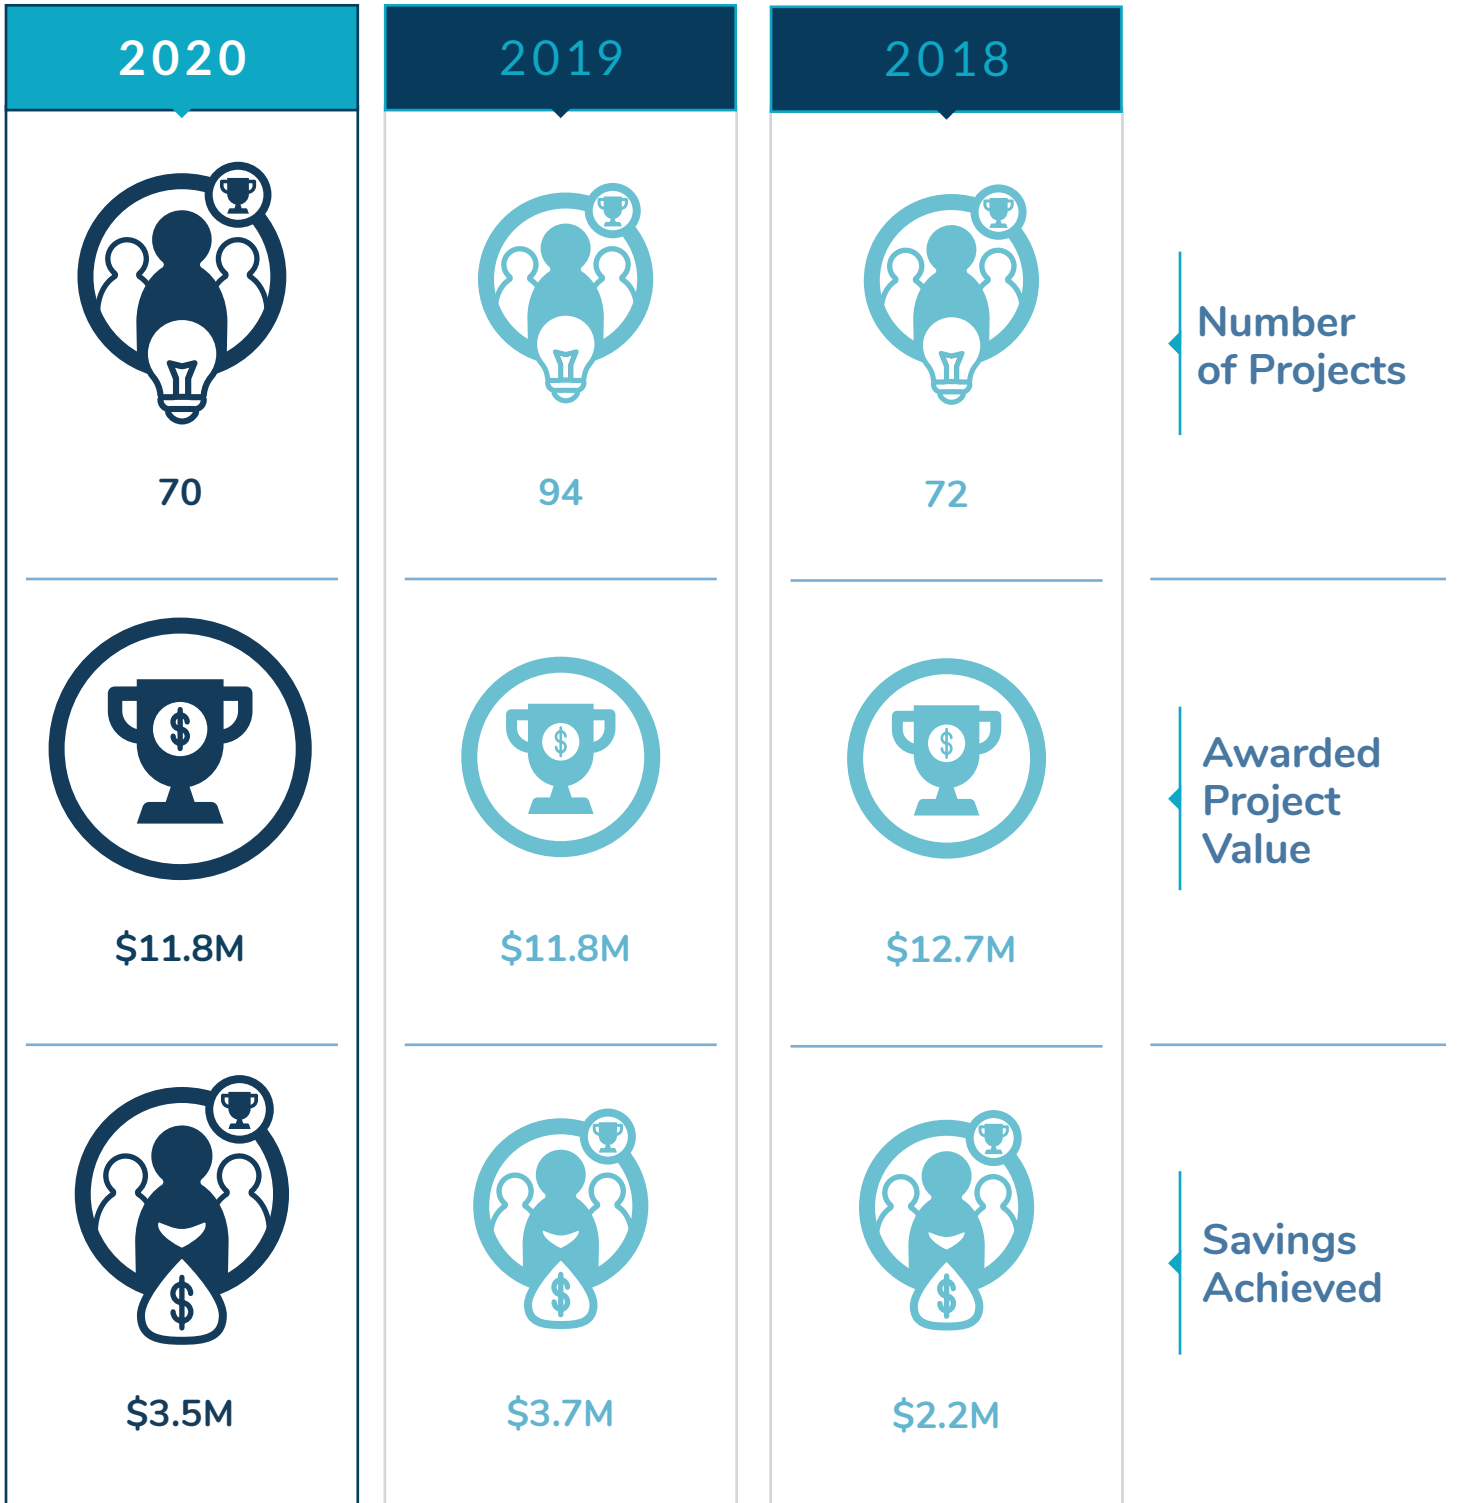 2020
2019
2018
70
94
72
Number
of Projects
$11.8M
$11.8M
$12.7M
Awarded
Project
Value
$3.5M
$3.7M
$2.2M
Savings
Achieved